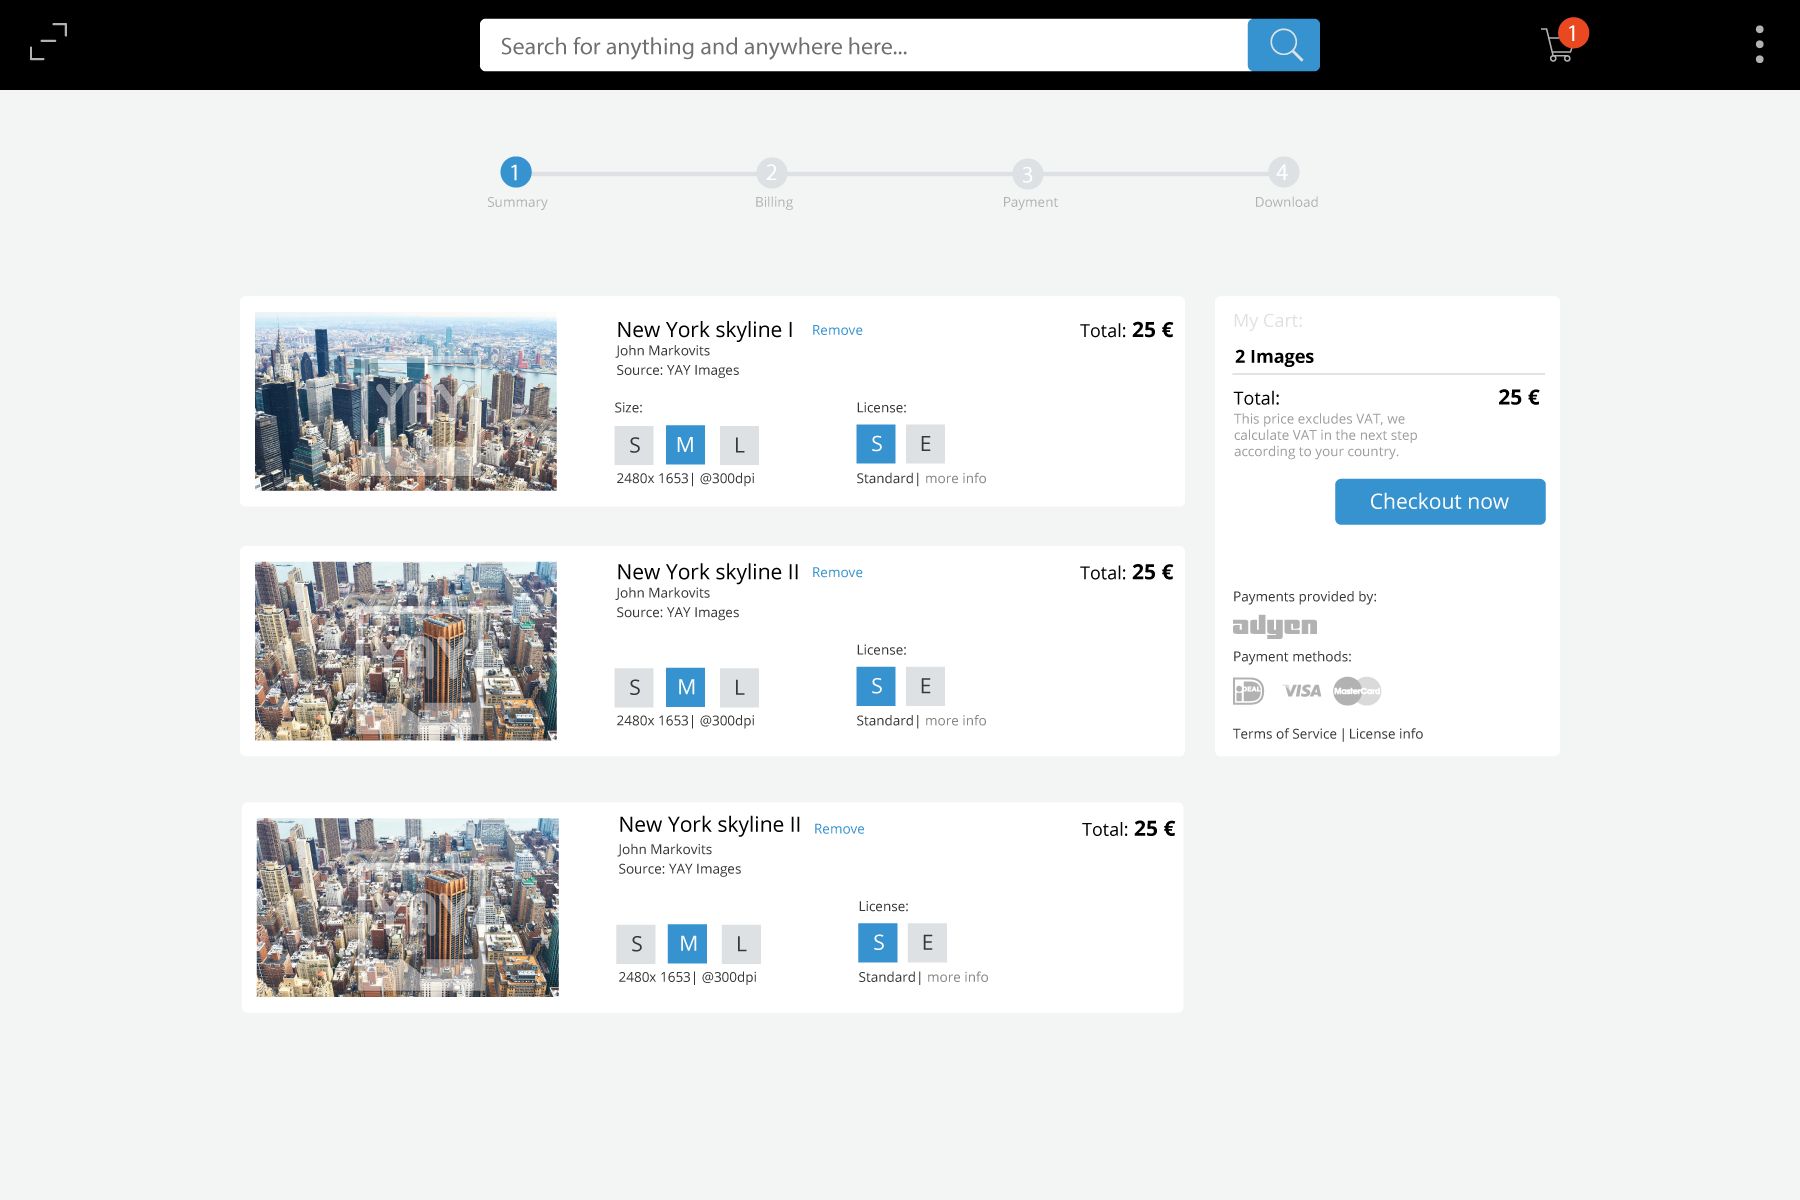 Search for anything and anywhere here...
1
1
2
3
4
Summary
Billing
Payment
Download
New York skyline I
Remove
Total: 25 €
John Markovits
Source: YAY Images
Size:
License:
S
M
L
S
E
2480x 1653| @300dpi
Standard| more info
YAY
New York skyline II
Remove
Total: 25 €
John Markovits
Source: YAY Images
License:
S
M
L
S
E
2480x 1653| @300dpi
Standard| more info
YAY
New York skyline II
Remove
Total: 25 €
John Markovits
Source: YAY Images
License:
S
M
L
S
E
2480x 1653| @300dpi
Standard| more info
YAY
My Cart:
2 Images
Total:
25 €
This price excludes VAT, we
calculate VAT in the next step
according to your country.
Checkout now
Payments provided by:
adyen
Payment methods:
iDEAL
VISA
MasterCard
Terms of Service | License info